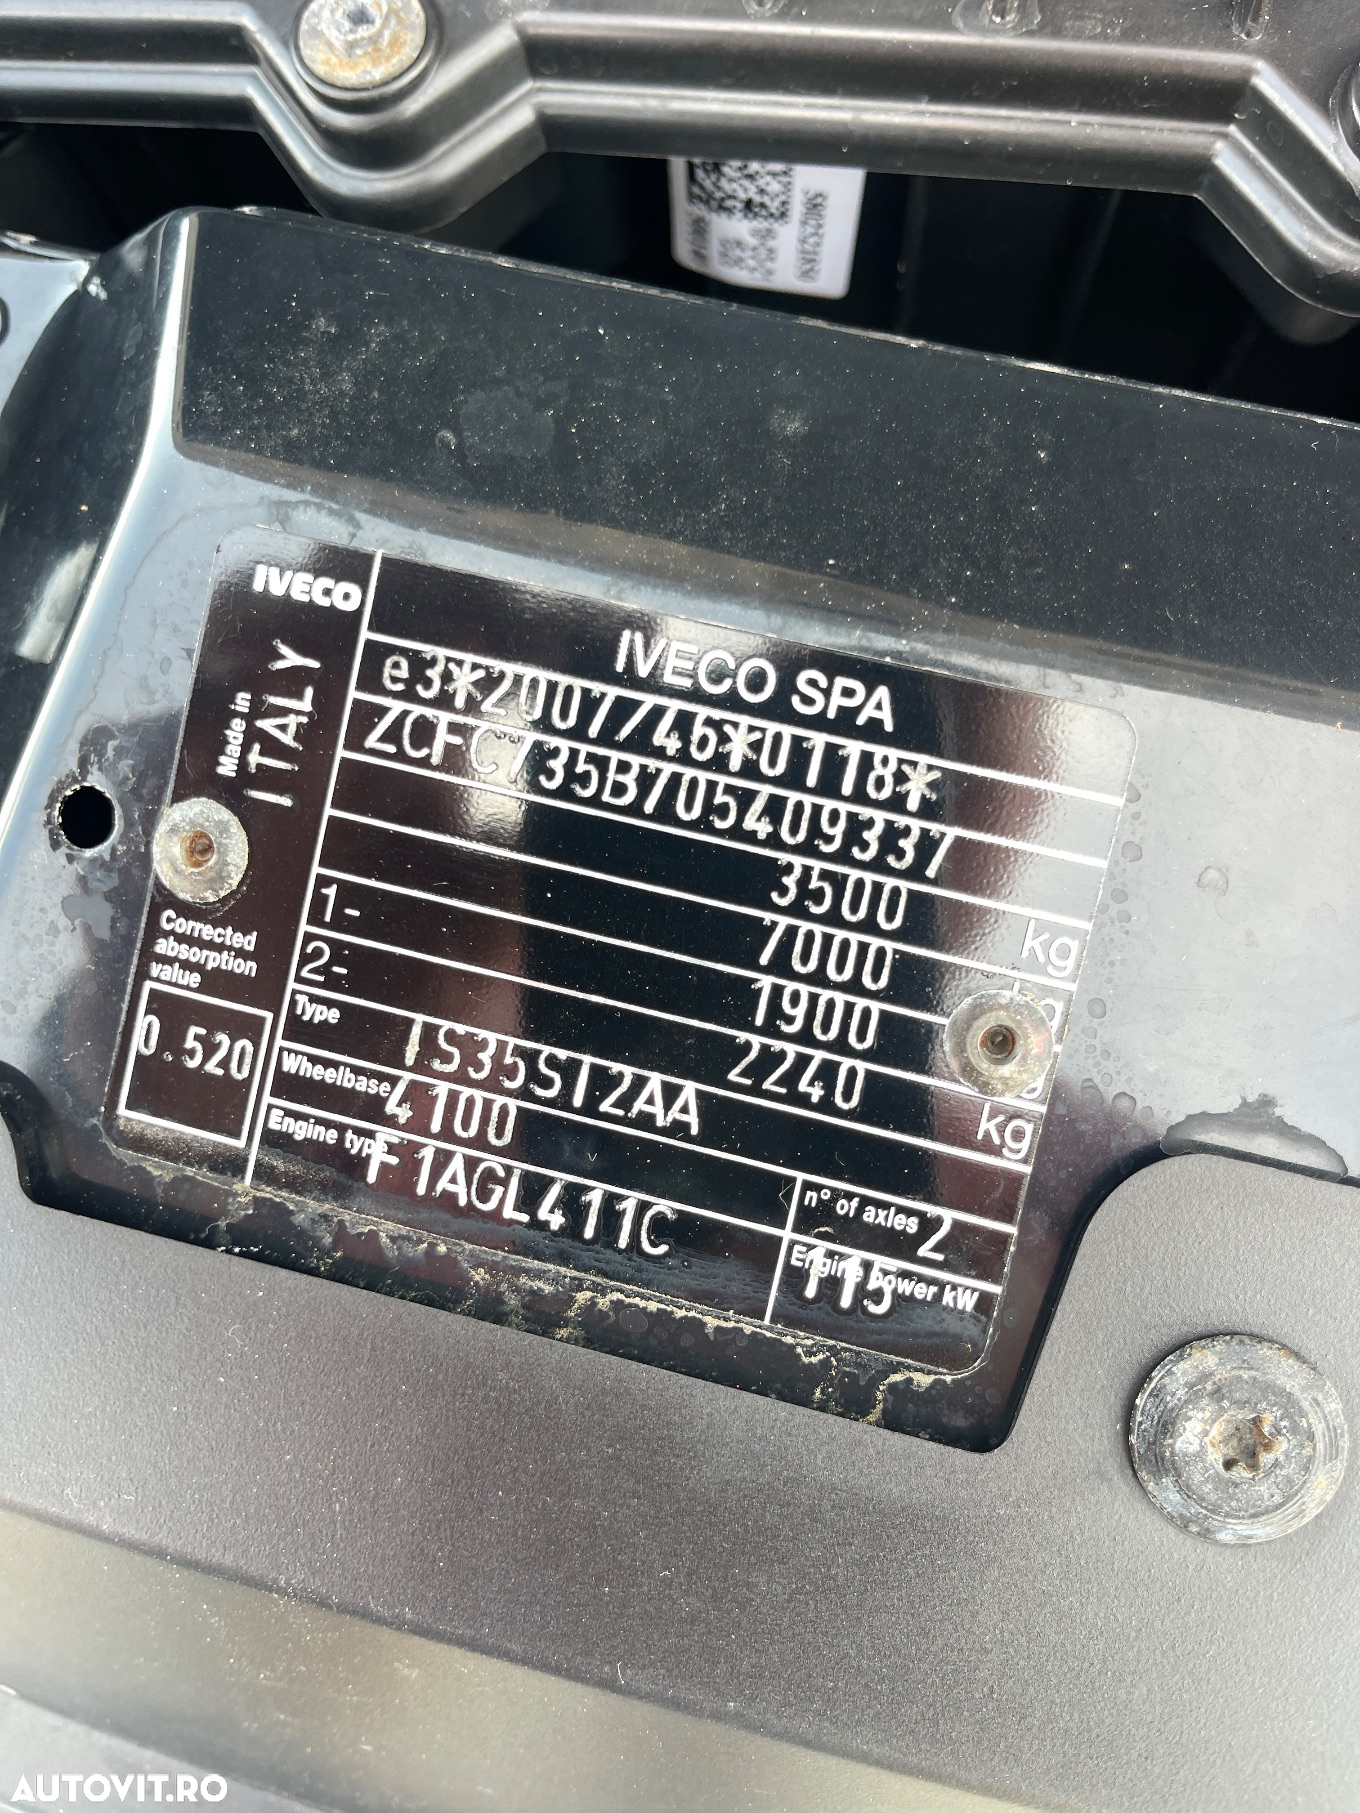 IVECO
Made in
ITALY
IVECO SPA
e3*2007/46*0118*
ZCFC735B705409337
3500 kg
7000 kg
1- 1900
2- 2240 kg
Corrected
absorption
value
0.520
Type IS35SI2AA
Wheelbase 4100
n° of axles 2
Engine type F1AGL411C
Engine power kW 115
AUTOVIT.RO